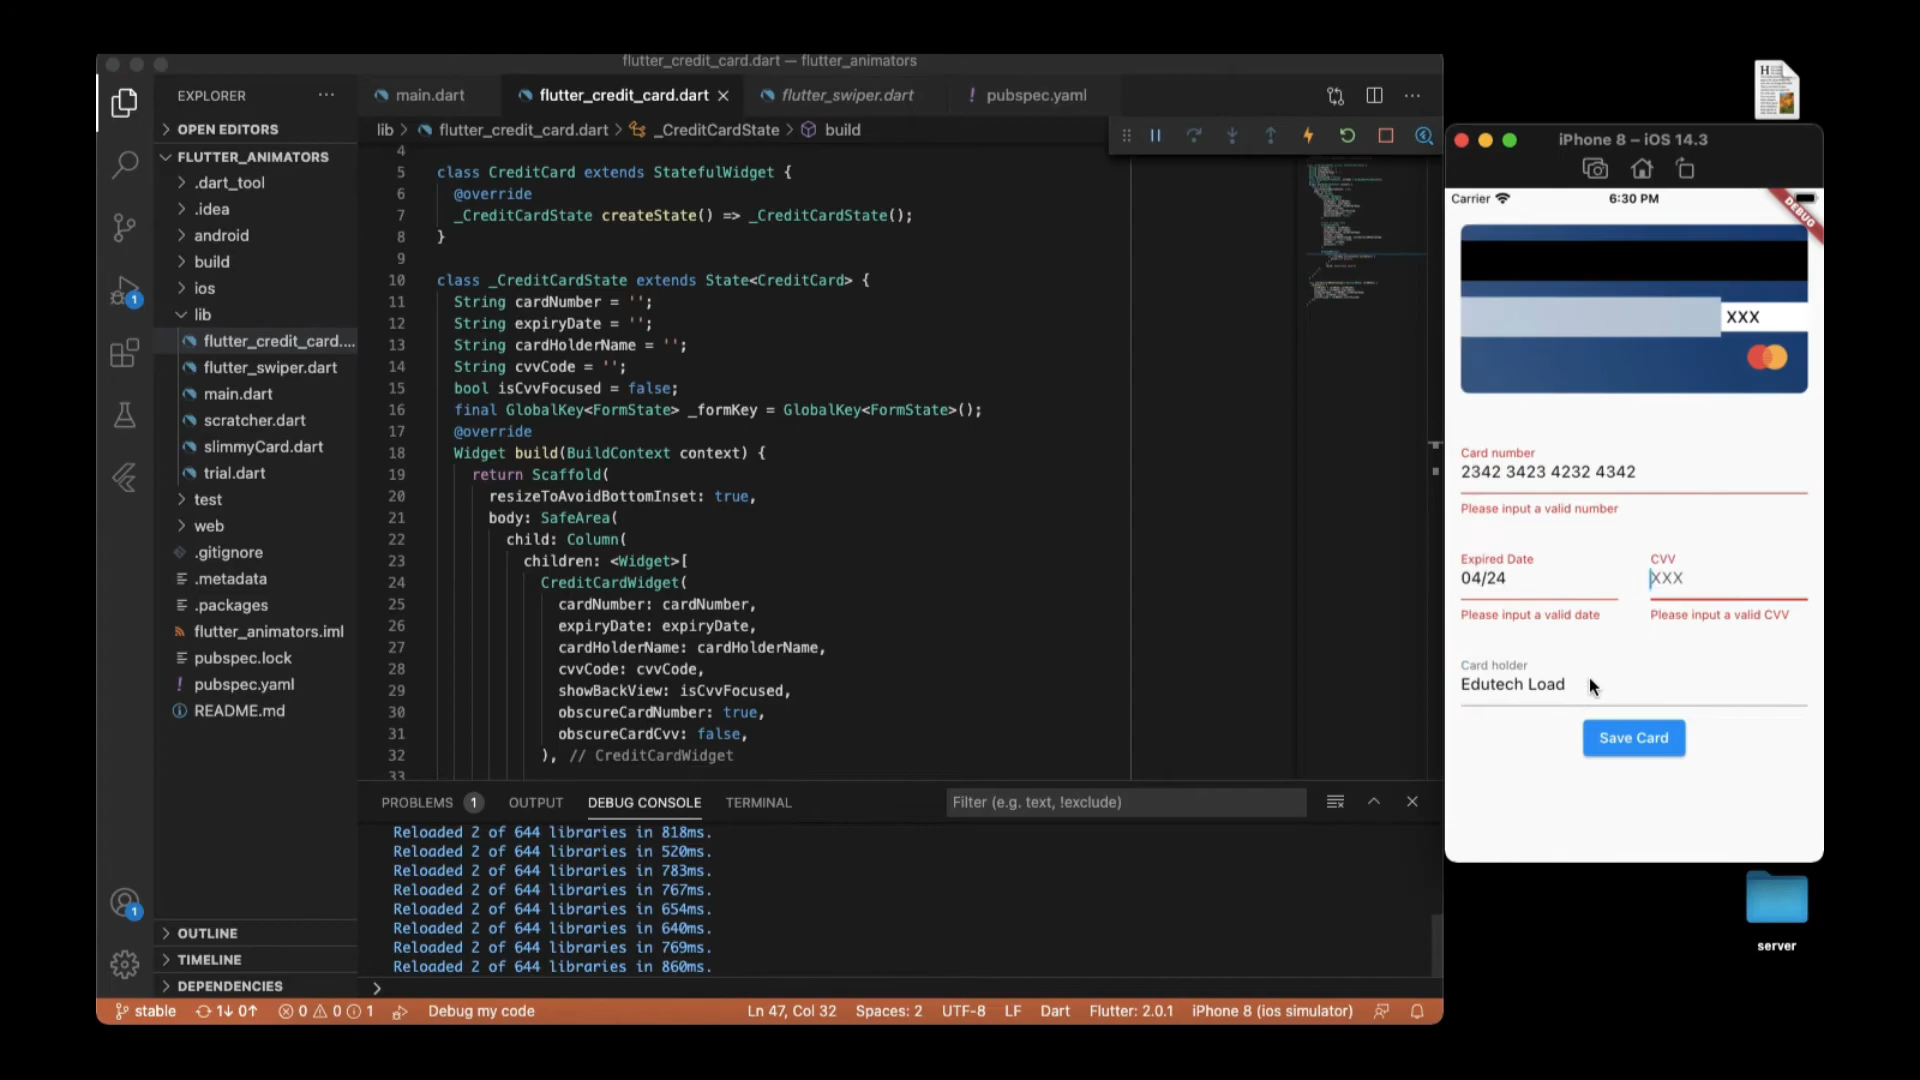 flutter_credit_card.dart — flutter_animators
EXPLORER
main.dart
flutter_credit_card.dart
flutter_swiper.dart
! pubspec.yaml
OPEN EDITORS
lib > flutter_credit_card.dart > _CreditCardState > build
FLUTTER_ANIMATORS
.dart_tool
.idea
android
build
ios
lib
flutter_credit_card....
flutter_swiper.dart
main.dart
scratcher.dart
slimmyCard.dart
trial.dart
test
web
.gitignore
.metadata
.packages
flutter_animators.iml
pubspec.lock
! pubspec.yaml
README.md
OUTLINE
TIMELINE
DEPENDENCIES
4
5 class CreditCard extends StatefulWidget {
6 @override
7 _CreditCardState createState() => _CreditCardState();
8 }
9
10 class _CreditCardState extends State<CreditCard> {
11 String cardNumber = '';
12 String expiryDate = '';
13 String cardHolderName = '';
14 String cvvCode = '';
15 bool isCvvFocused = false;
16 final GlobalKey<FormState> _formKey = GlobalKey<FormState>();
17 @override
18 Widget build(BuildContext context) {
19 return Scaffold(
20 resizeToAvoidBottomInset: true,
21 body: SafeArea(
22 child: Column(
23 children: <Widget>[
24 CreditCardWidget(
25 cardNumber: cardNumber,
26 expiryDate: expiryDate,
27 cardHolderName: cardHolderName,
28 cvvCode: cvvCode,
29 showBackView: isCvvFocused,
30 obscureCardNumber: true,
31 obscureCardCvv: false,
32 ), // CreditCardWidget
33
PROBLEMS 1 OUTPUT DEBUG CONSOLE TERMINAL
Filter (e.g. text, !exclude)
Reloaded 2 of 644 libraries in 818ms.
Reloaded 2 of 644 libraries in 520ms.
Reloaded 2 of 644 libraries in 783ms.
Reloaded 2 of 644 libraries in 767ms.
Reloaded 2 of 644 libraries in 654ms.
Reloaded 2 of 644 libraries in 640ms.
Reloaded 2 of 644 libraries in 769ms.
Reloaded 2 of 644 libraries in 860ms.
>
1
1
stable 1↓ 0↑ 0 0 1 Debug my code Ln 47, Col 32 Spaces: 2 UTF-8 LF Dart Flutter: 2.0.1 iPhone 8 (ios simulator)
iPhone 8 – iOS 14.3
Carrier 6:30 PM
DEBUG
XXX
Card number
2342 3423 4232 4342
Please input a valid number
Expired Date CVV
04/24 XXX
Please input a valid date Please input a valid CVV
Card holder
Edutech Load
Save Card
server